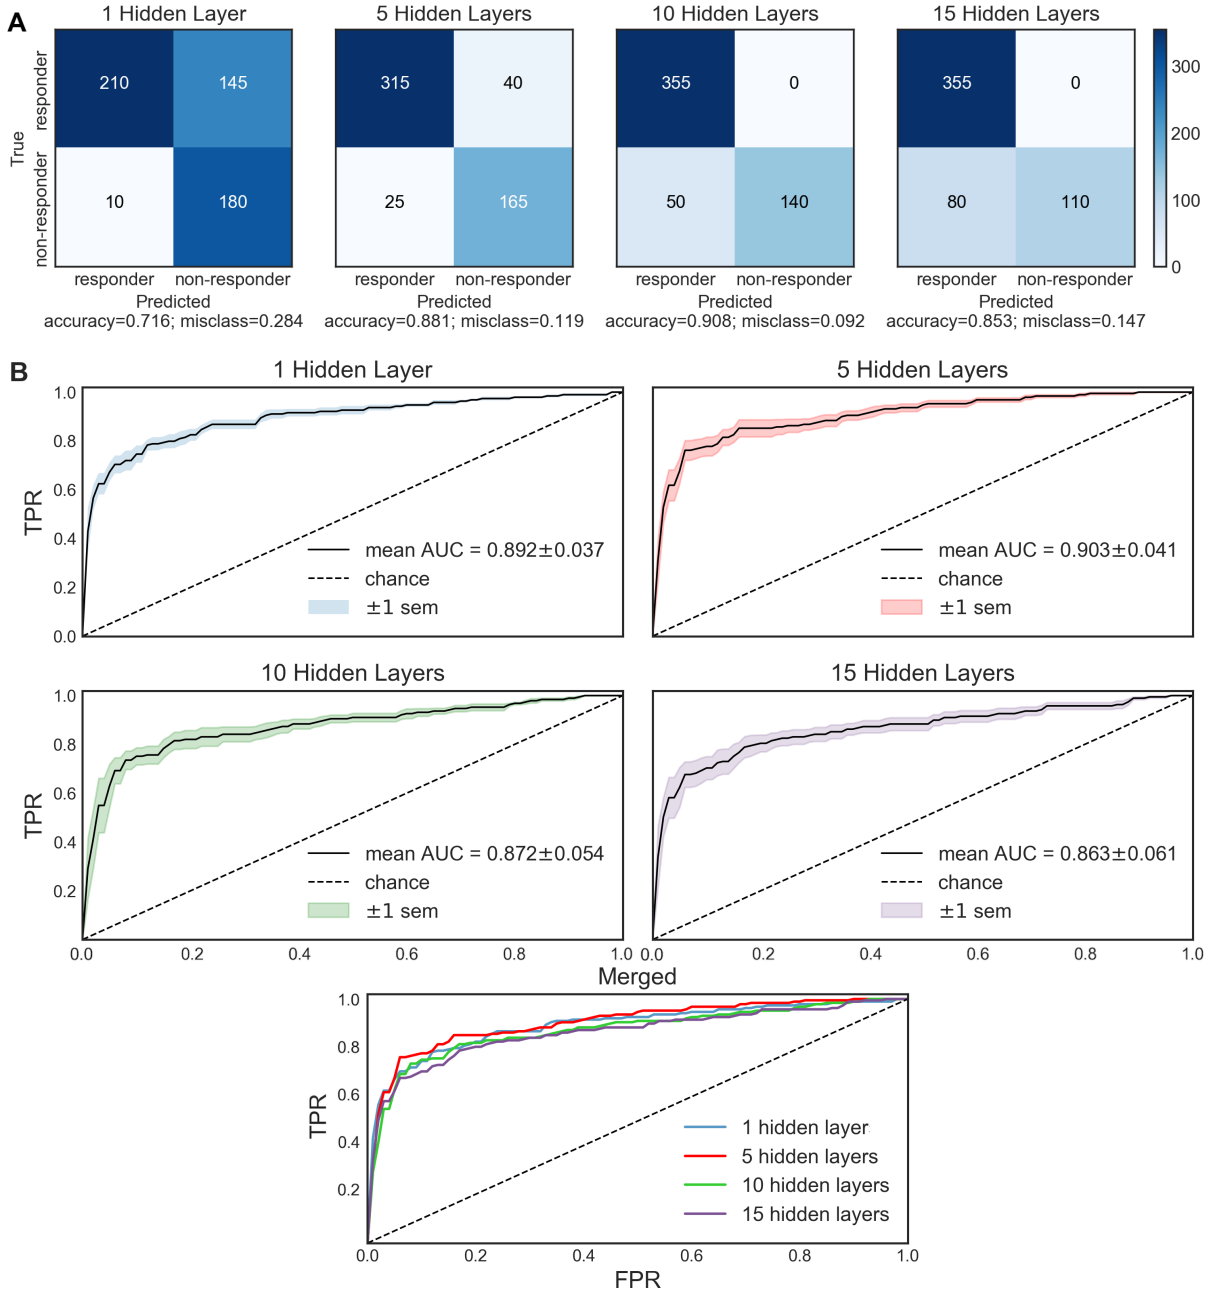 A
1 Hidden Layer
5 Hidden Layers
10 Hidden Layers
15 Hidden Layers
True
responder
non-responder
210
145
10
180
315
40
25
165
355
0
50
140
355
0
80
110
300
200
100
0
responder
non-responder
responder
non-responder
responder
non-responder
responder
non-responder
Predicted
Predicted
Predicted
Predicted
accuracy=0.716; misclass=0.284
accuracy=0.881; misclass=0.119
accuracy=0.908; misclass=0.092
accuracy=0.853; misclass=0.147
B
1 Hidden Layer
TPR
1.0
0.8
0.6
0.4
0.2
0.0
mean AUC = 0.892±0.037
chance
±1 sem
5 Hidden Layers
mean AUC = 0.903±0.041
chance
±1 sem
10 Hidden Layers
TPR
1.0
0.8
0.6
0.4
0.2
mean AUC = 0.872±0.054
chance
±1 sem
0.0
0.2
0.4
0.6
0.8
1.0
15 Hidden Layers
mean AUC = 0.863±0.061
chance
±1 sem
0.0
0.2
0.4
0.6
0.8
1.0
Merged
TPR
1.0
0.8
0.6
0.4
0.2
1 hidden layer
5 hidden layers
10 hidden layers
15 hidden layers
0.0
0.2
0.4
0.6
0.8
1.0
FPR